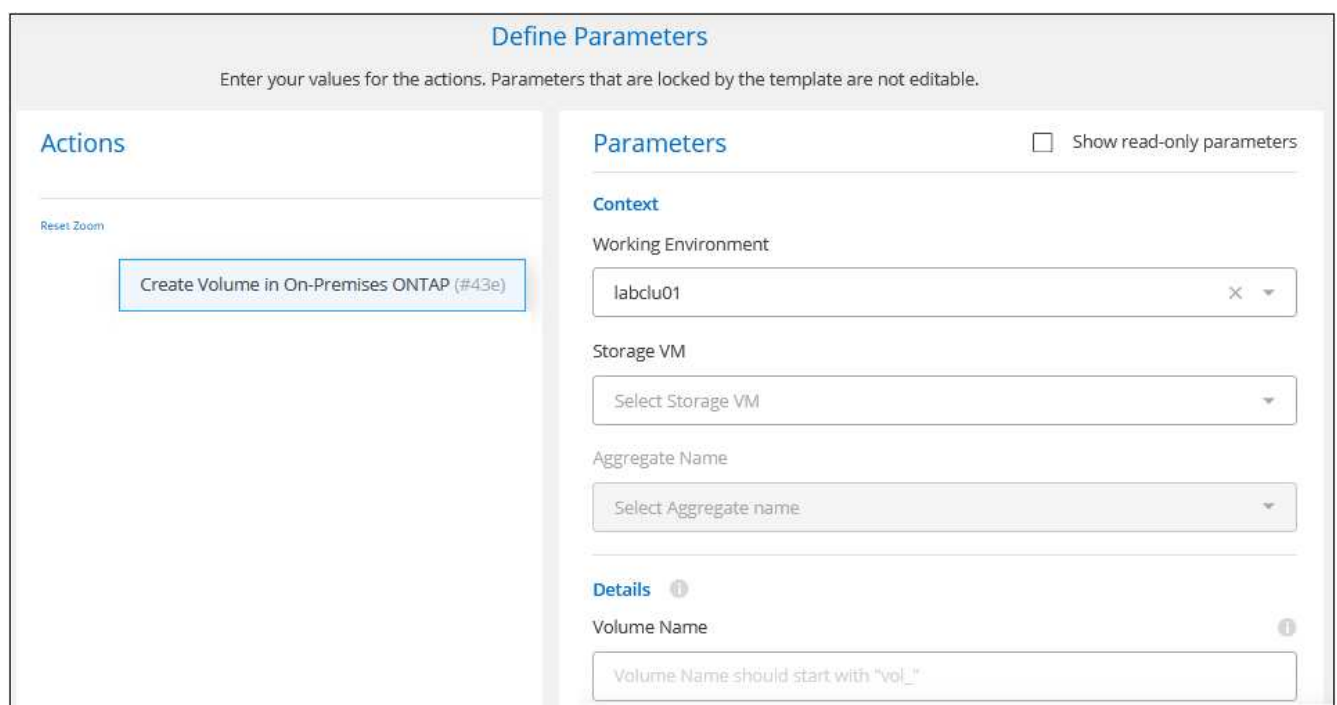 Define Parameters
Enter your values for the actions. Parameters that are locked by the template are not editable.
Actions
Reset Zoom
Create Volume in On-Premises ONTAP (#43e)
Parameters
Show read-only parameters
Context
Working Environment
labclu01
Storage VM
Select Storage VM
Aggregate Name
Select Aggregate name
Details
Volume Name
Volume Name should start with "vol_"